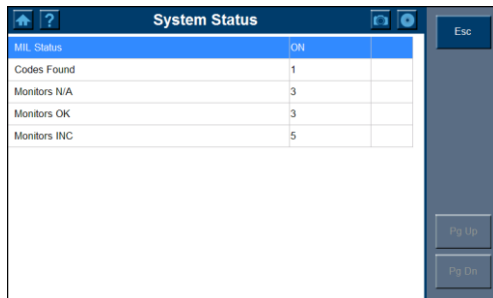 ? System Status
Esc
MIL Status ON
Codes Found 1
Monitors N/A 3
Monitors OK 3
Monitors INC 5
Pg Up
Pg Dn